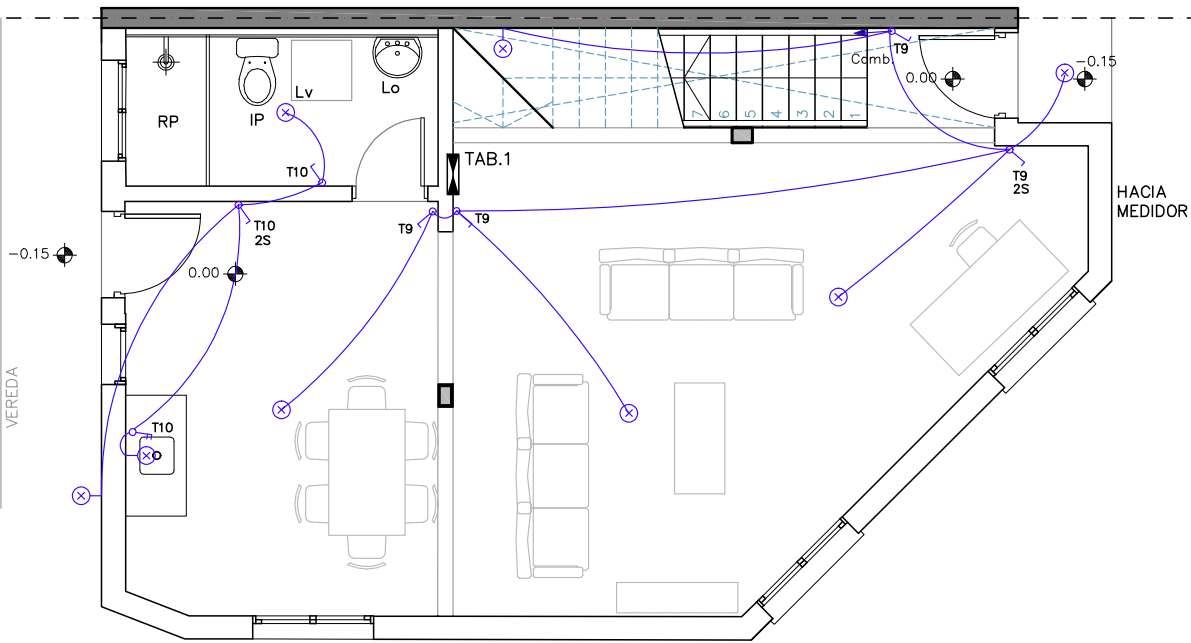 T9
Comb.
-0.15
0.00
Lv
Lo
RP
IP
7
6
5
4
3
2
1
TAB.1
T10
T9
2S
HACIA
MEDIDOR
T10
2S
T9
T9
-0.15
0.00
VEREDA
T10